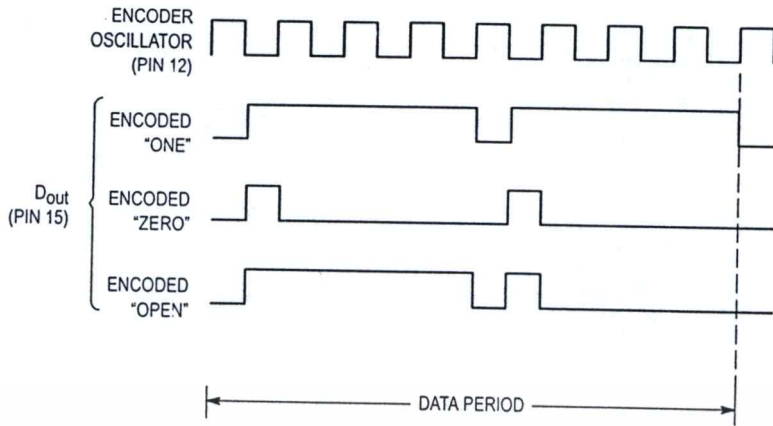 ENCODER
OSCILLATOR
(PIN 12)
ENCODED
"ONE"
Dout
(PIN 15)
ENCODED
"ZERO"
ENCODED
"OPEN"
DATA PERIOD